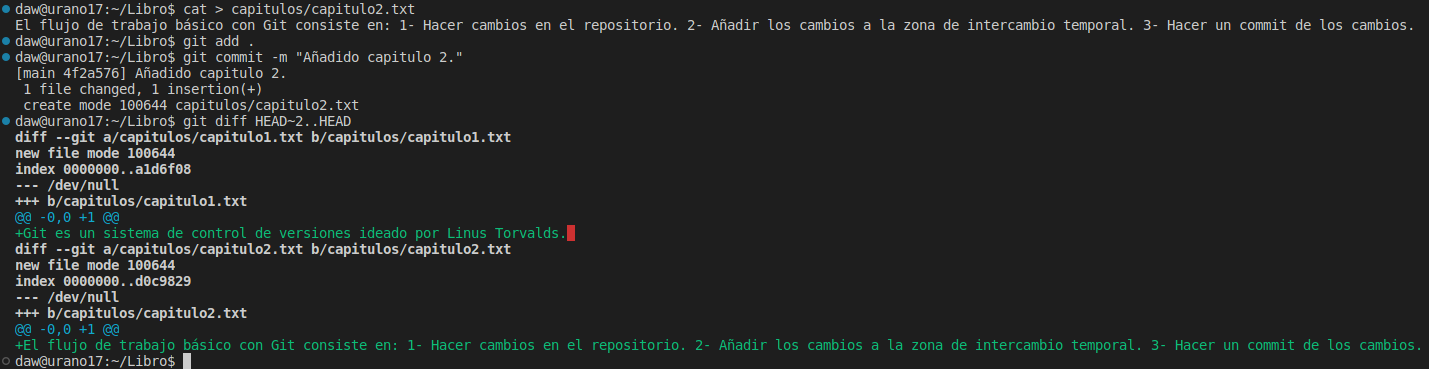 daw@urano17:~/Libro$ cat > capitulos/capitulo2.txt
El flujo de trabajo básico con Git consiste en: 1- Hacer cambios en el repositorio. 2- Añadir los cambios a la zona de intercambio temporal. 3- Hacer un commit de los cambios.
daw@urano17:~/Libro$ git add .
daw@urano17:~/Libro$ git commit -m "Añadido capitulo 2."
[main 4f2a576] Añadido capitulo 2.
 1 file changed, 1 insertion(+)
 create mode 100644 capitulos/capitulo2.txt
daw@urano17:~/Libro$ git diff HEAD~2..HEAD
diff --git a/capitulos/capitulo1.txt b/capitulos/capitulo1.txt
new file mode 100644
index 0000000..a1d6f08
--- /dev/null
+++ b/capitulos/capitulo1.txt
@@ -0,0 +1 @@
+Git es un sistema de control de versiones ideado por Linus Torvalds.
diff --git a/capitulos/capitulo2.txt b/capitulos/capitulo2.txt
new file mode 100644
index 0000000..d0c9829
--- /dev/null
+++ b/capitulos/capitulo2.txt
@@ -0,0 +1 @@
+El flujo de trabajo básico con Git consiste en: 1- Hacer cambios en el repositorio. 2- Añadir los cambios a la zona de intercambio temporal. 3- Hacer un commit de los cambios.
daw@urano17:~/Libro$